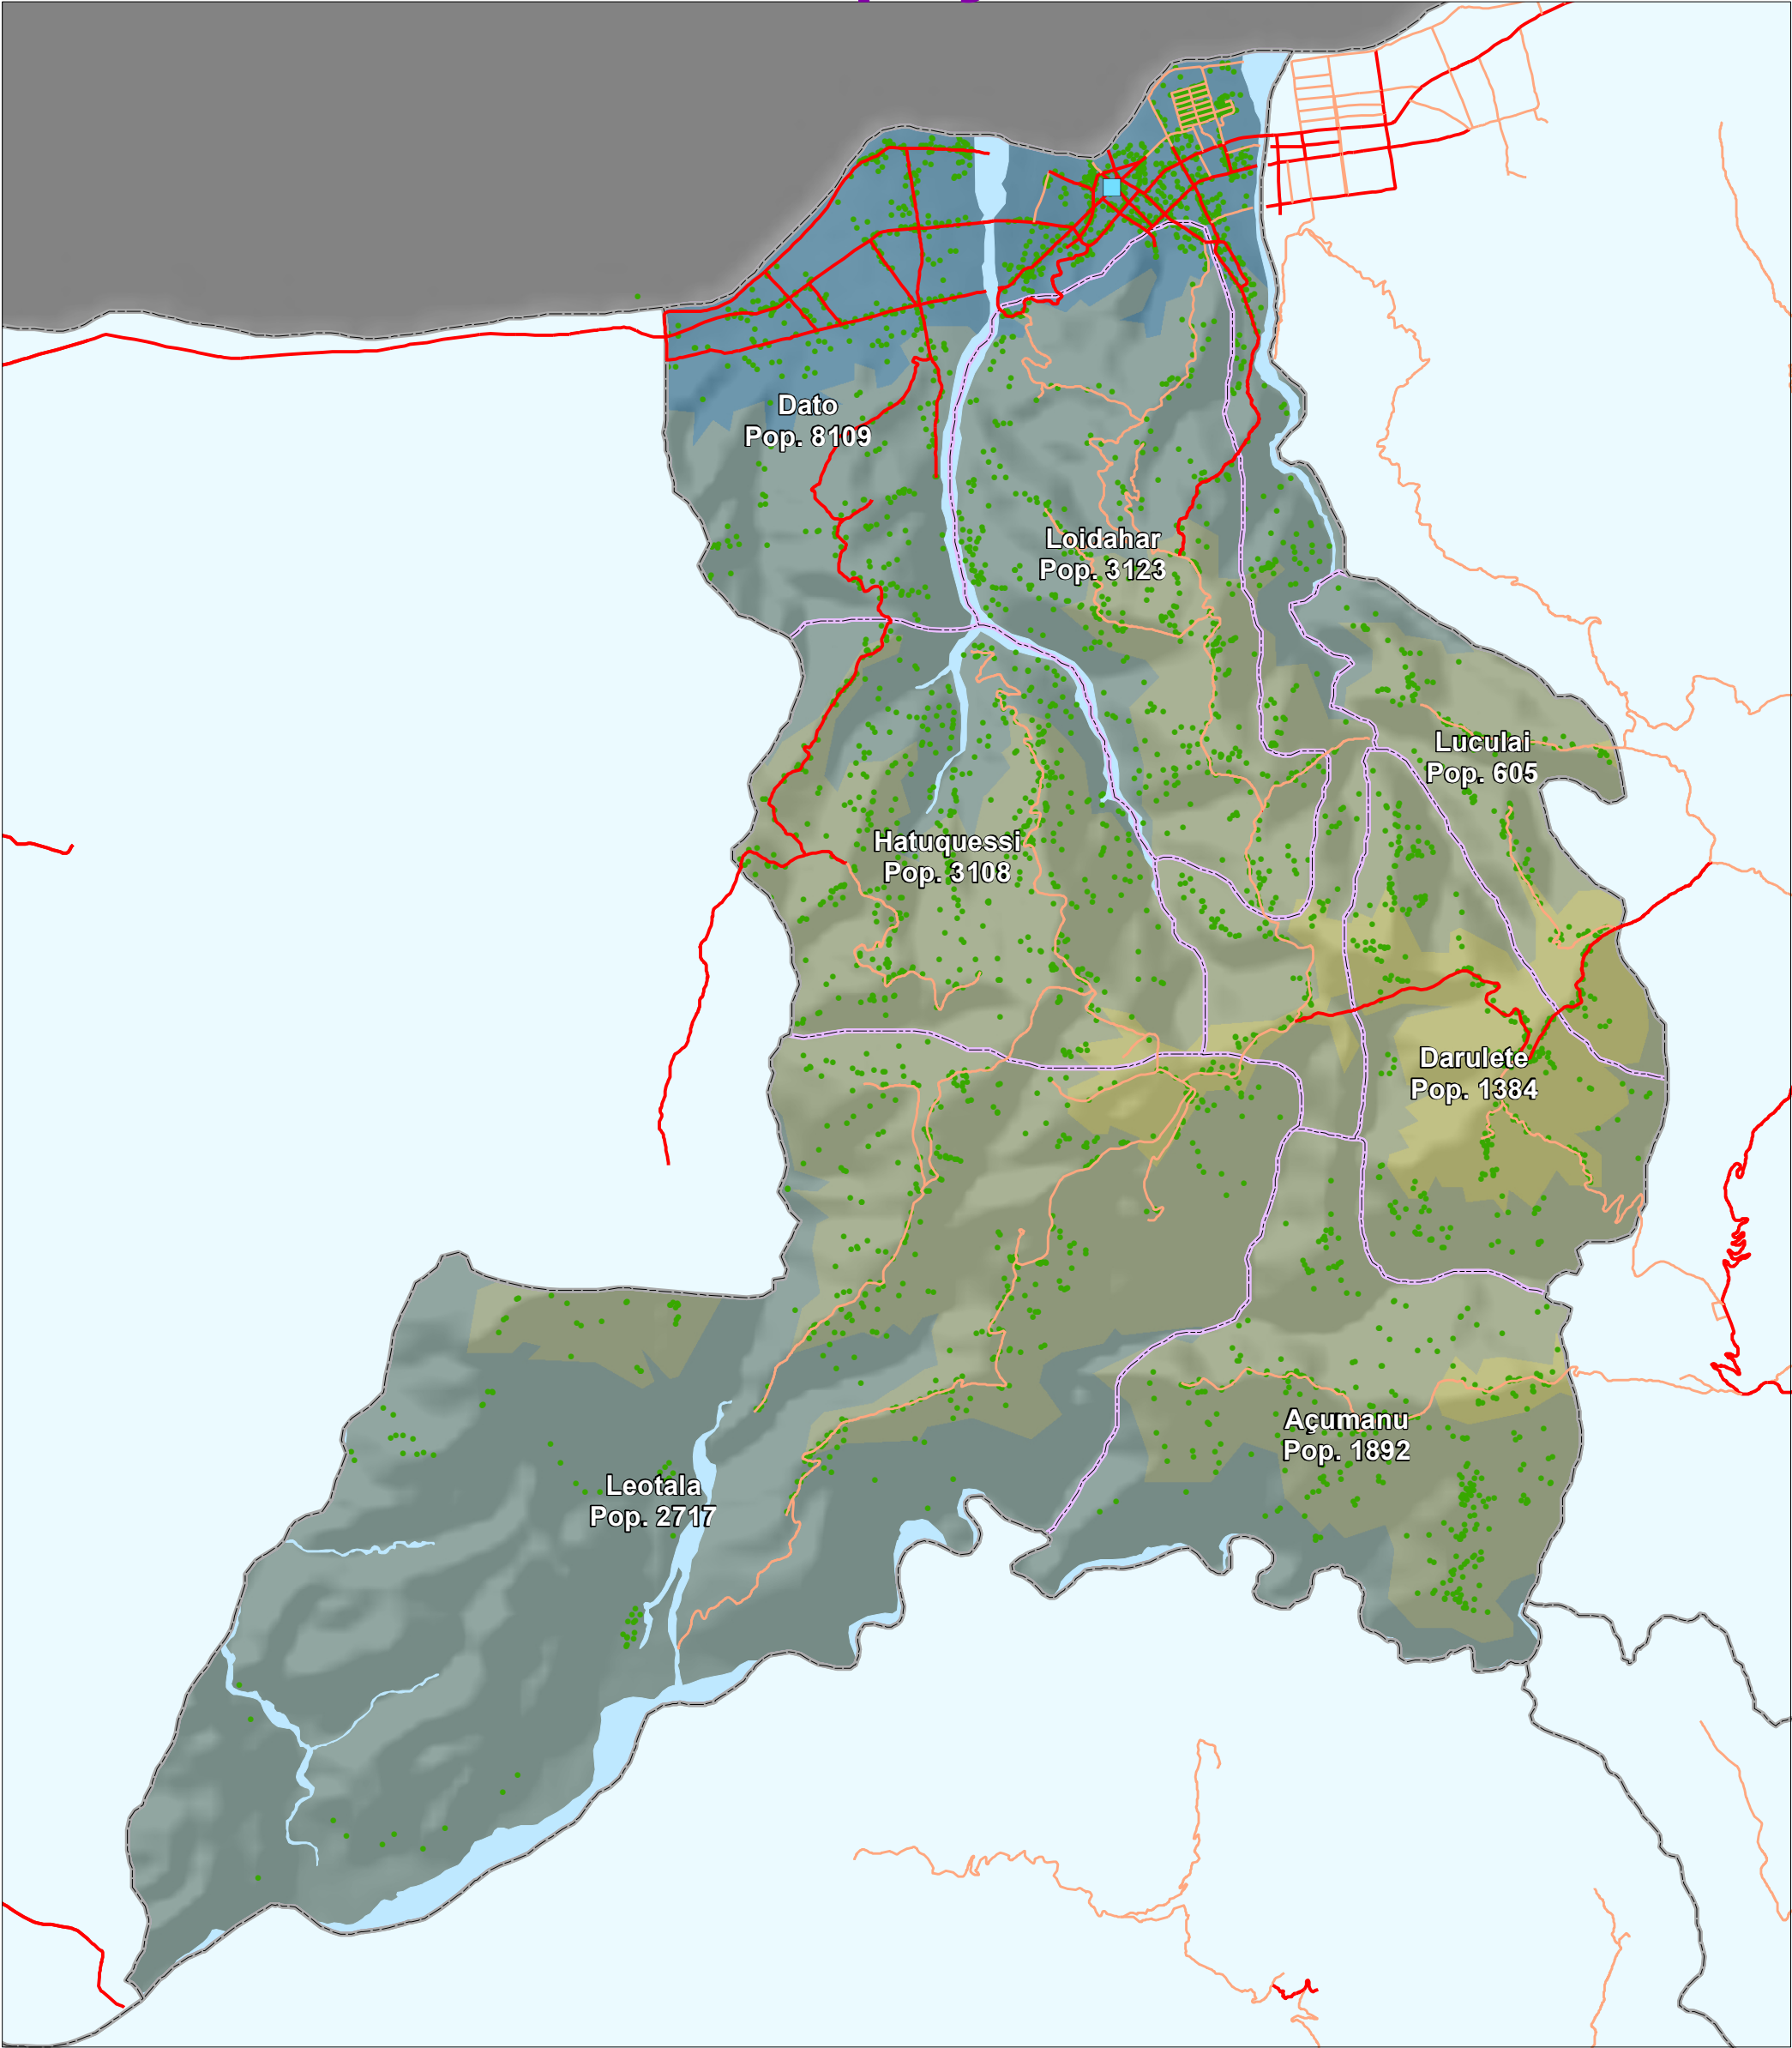 Dato
Pop. 8109
Loidahar
Pop. 3123
Luculai
Pop. 605
Hatuquessi
Pop. 3108
Darulete
Pop. 1384
Açumanu
Pop. 1892
Leotala
Pop. 2717